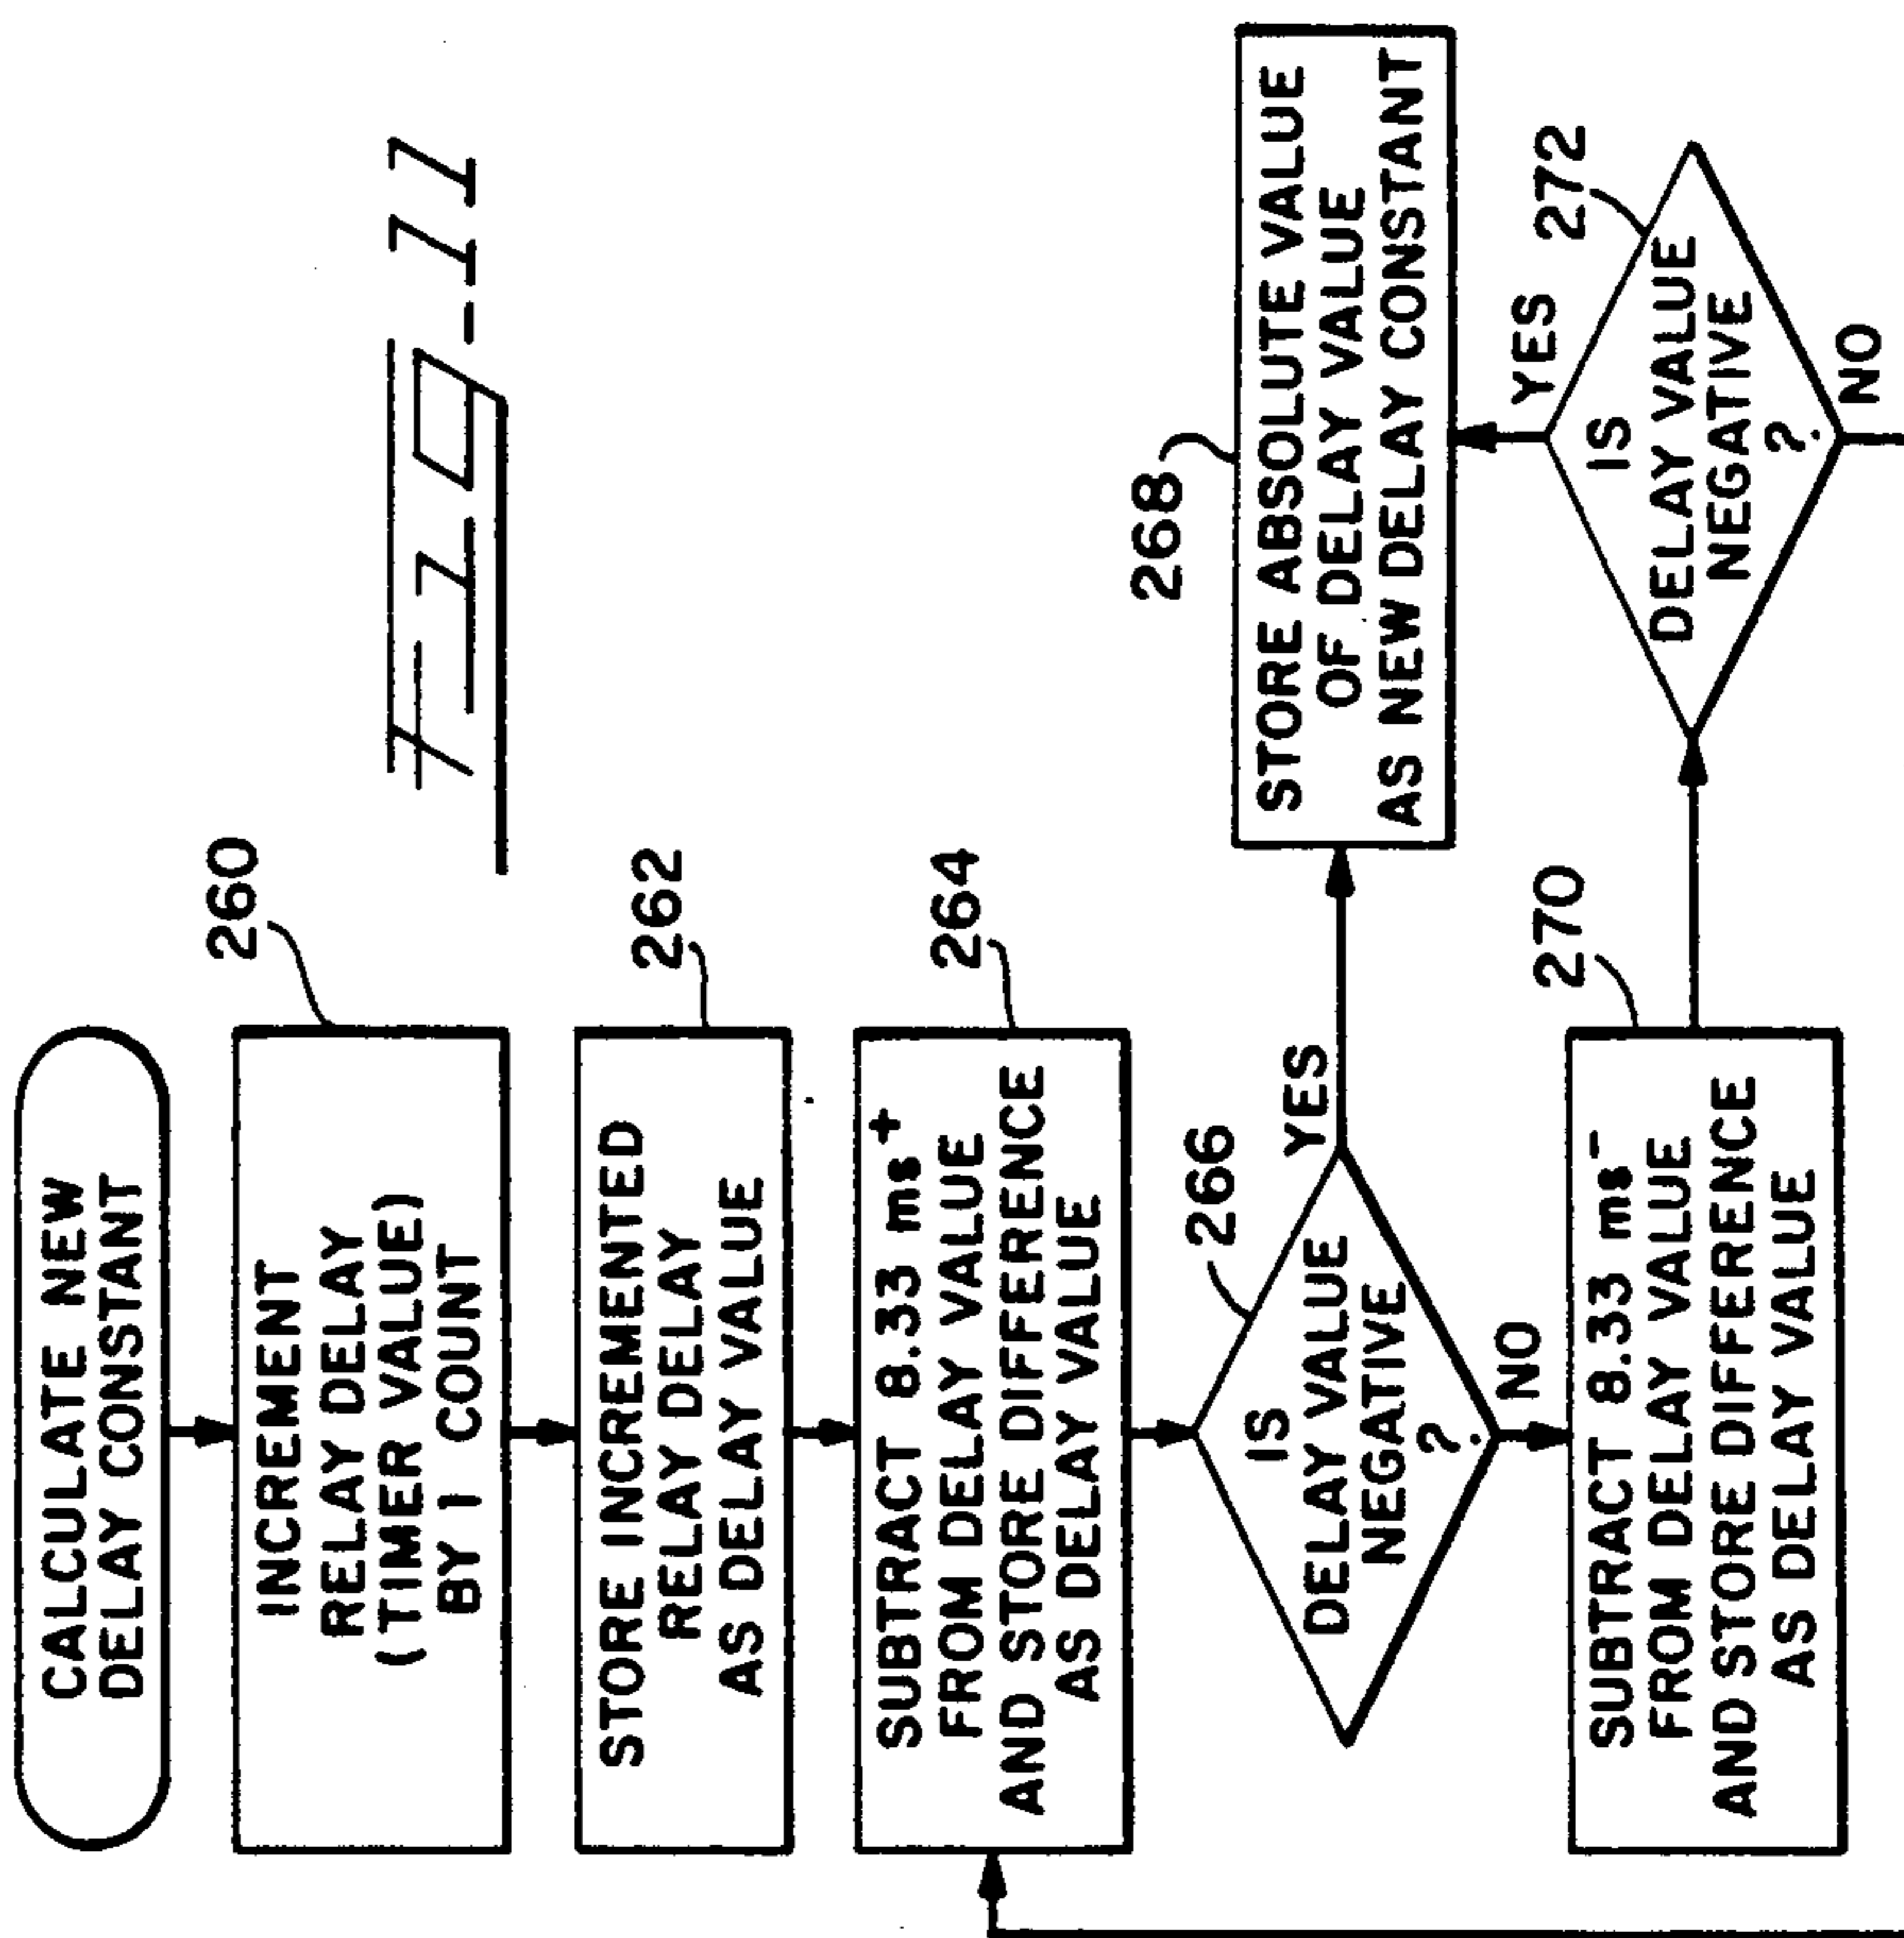 CALCULATE NEW
DELAY CONSTANT
260
INCREMENT
RELAY DELAY
(TIMER VALUE)
BY 1 COUNT
Fig-11
262
STORE INCREMENTED
RELAY DELAY
AS DELAY VALUE
264
SUBTRACT 8.33 ms+
FROM DELAY VALUE
AND STORE DIFFERENCE
AS DELAY VALUE
266
IS
DELAY VALUE
NEGATIVE
?
YES
NO
268
STORE ABSOLUTE VALUE
OF DELAY VALUE
AS NEW DELAY CONSTANT
270
SUBTRACT 8.33 ms-
FROM DELAY VALUE
AND STORE DIFFERENCE
AS DELAY VALUE
YES
272
IS
DELAY VALUE
NEGATIVE
?
NO